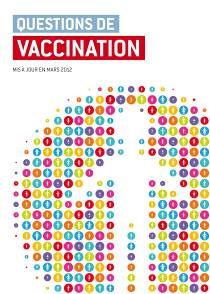 QUESTIONS DE
VACCINATION
MIS À JOUR EN MARS 2012